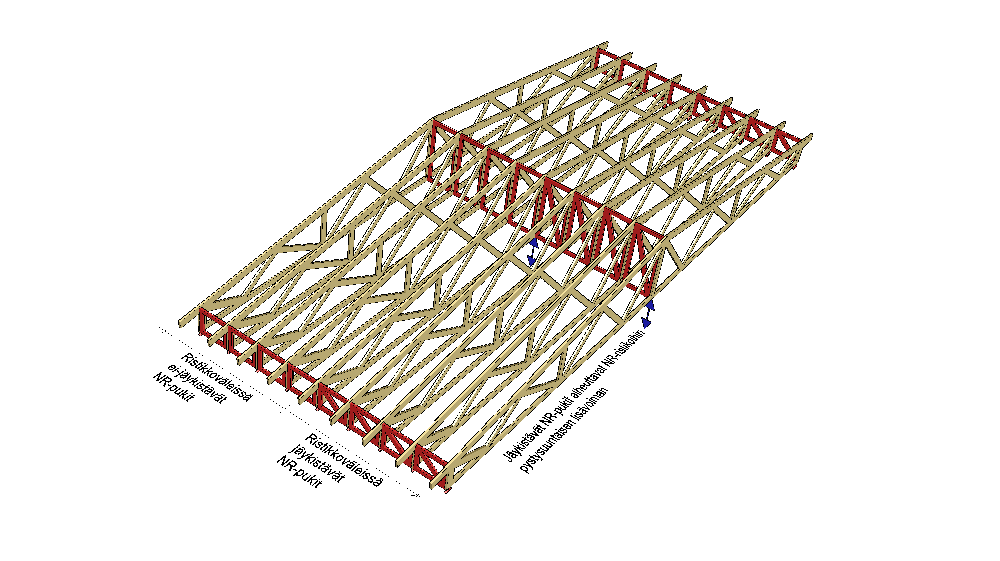 Ristikkoväleissä
ei-jäykistävät
NR-pukit
Ristikkoväleissä
jäykistävät
NR-pukit
Jäykistävät NR-pukit aiheuttavat NR-ristikoihin
pystysuuntaisen lisävoiman